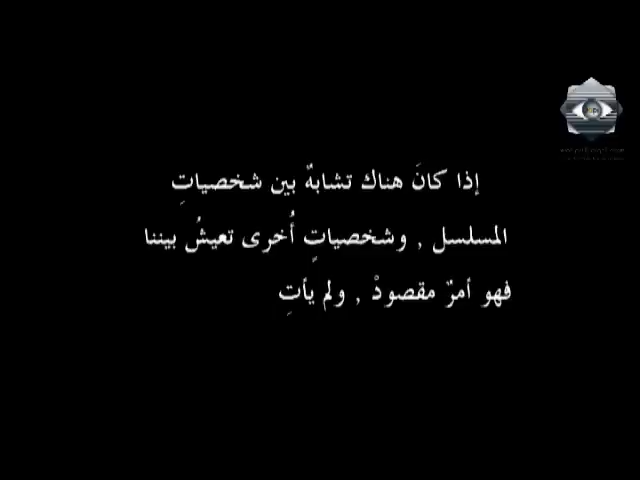 إذا كانَ هناك تشابهٌ بين شخصياتِ
المسلسل , وشخصياتٍ أُخرى تعيشُ بيننا
فهو أمرٌ مقصودْ , ولم يأتِ